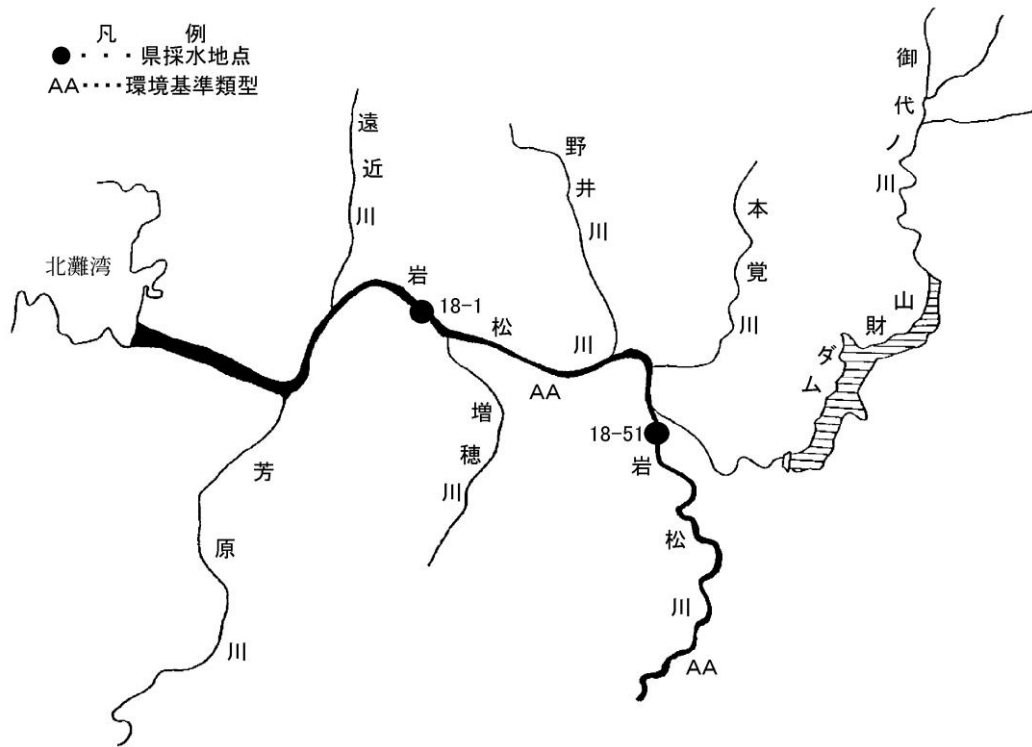 凡 例
●・・・県採水地点
AA・・・・環境基準類型
御代ノ川
遠近川
野井川
本覚川
北灘湾
岩松川
18-1
AA
山財ダム
増穂川
18-51
芳原川
岩松川
AA